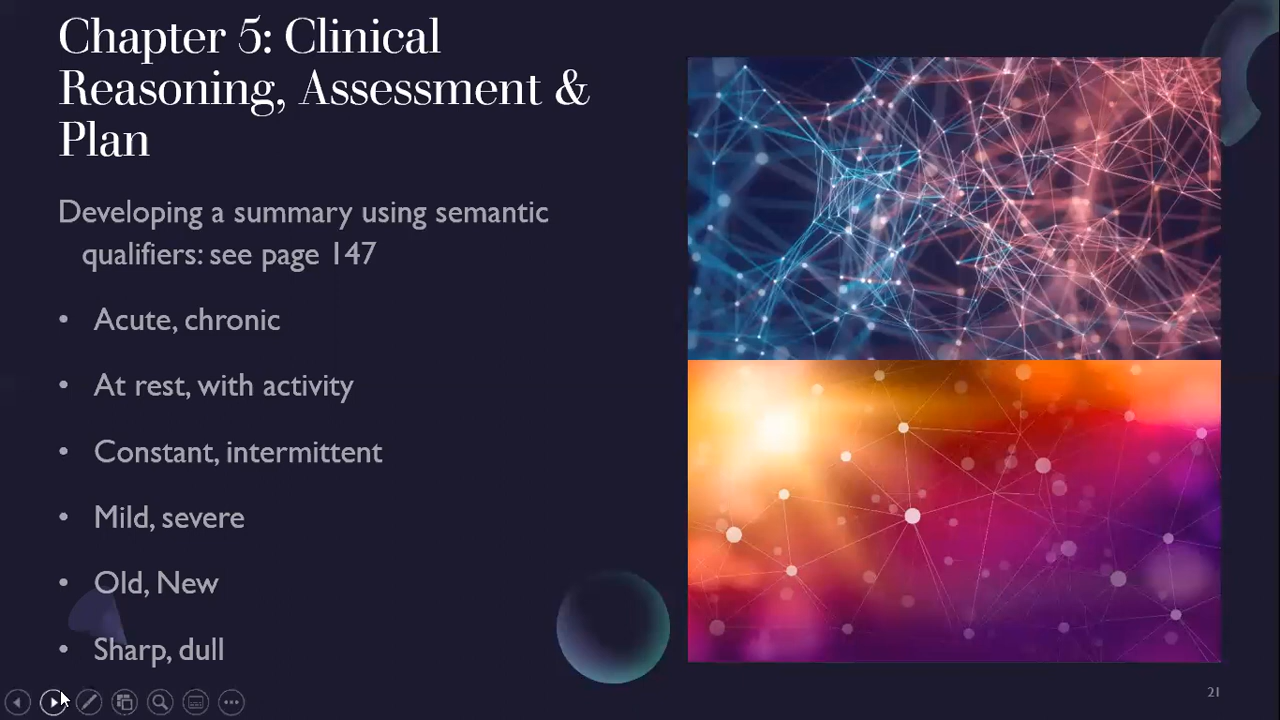 Chapter 5: Clinical
Reasoning, Assessment &
Plan
Developing a summary using semantic
qualifiers: see page 147
• Acute, chronic
• At rest, with activity
• Constant, intermittent
• Mild, severe
• Old, New
• Sharp, dull
21